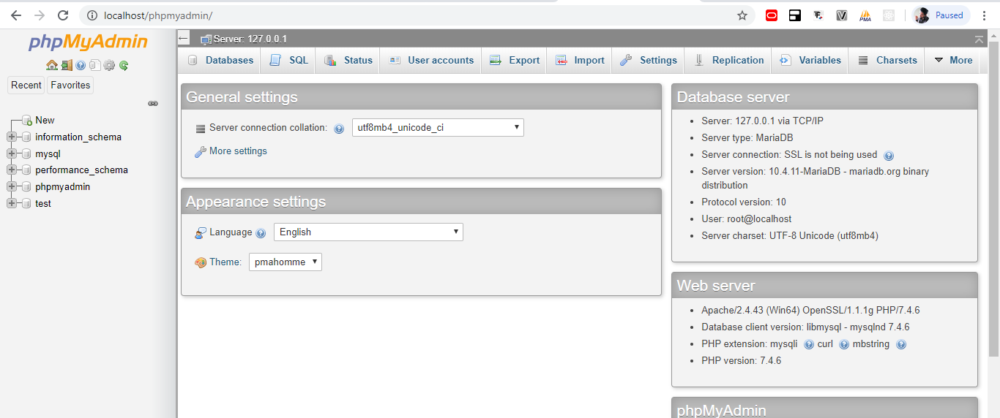 localhost/phpmyadmin/
PMA
Paused
phpMyAdmin
Recent Favorites
New
information_schema
mysql
performance_schema
phpmyadmin
test
Server: 127.0.0.1
Databases SQL Status User accounts Export Import Settings Replication Variables Charsets More
General settings
Server connection collation: utf8mb4_unicode_ci
More settings
Appearance settings
Language English
Theme: pmahomme
Database server
Server: 127.0.0.1 via TCP/IP
Server type: MariaDB
Server connection: SSL is not being used
Server version: 10.4.11-MariaDB - mariadb.org binary
distribution
Protocol version: 10
User: root@localhost
Server charset: UTF-8 Unicode (utf8mb4)
Web server
Apache/2.4.43 (Win64) OpenSSL/1.1.1g PHP/7.4.6
Database client version: libmysql - mysqlnd 7.4.6
PHP extension: mysqli curl mbstring
PHP version: 7.4.6
phpMyAdmin